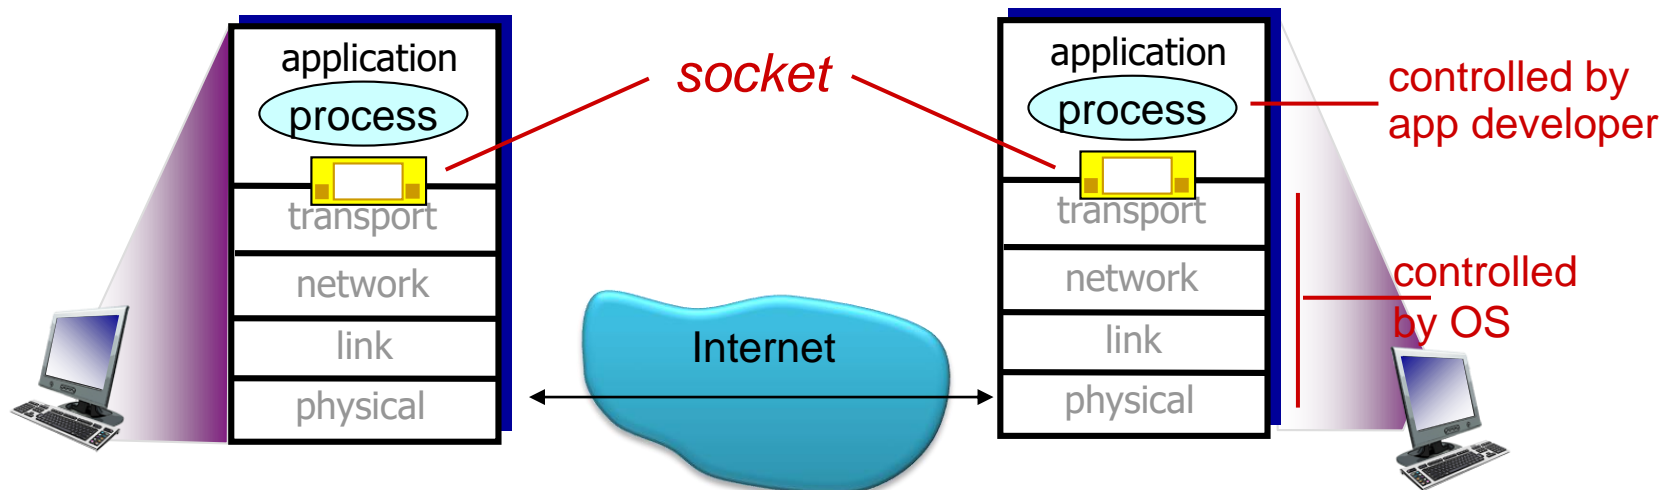 application
process
transport
network
link
physical
socket
Internet
application
process
transport
network
link
physical
controlled by
app developer
controlled
by OS